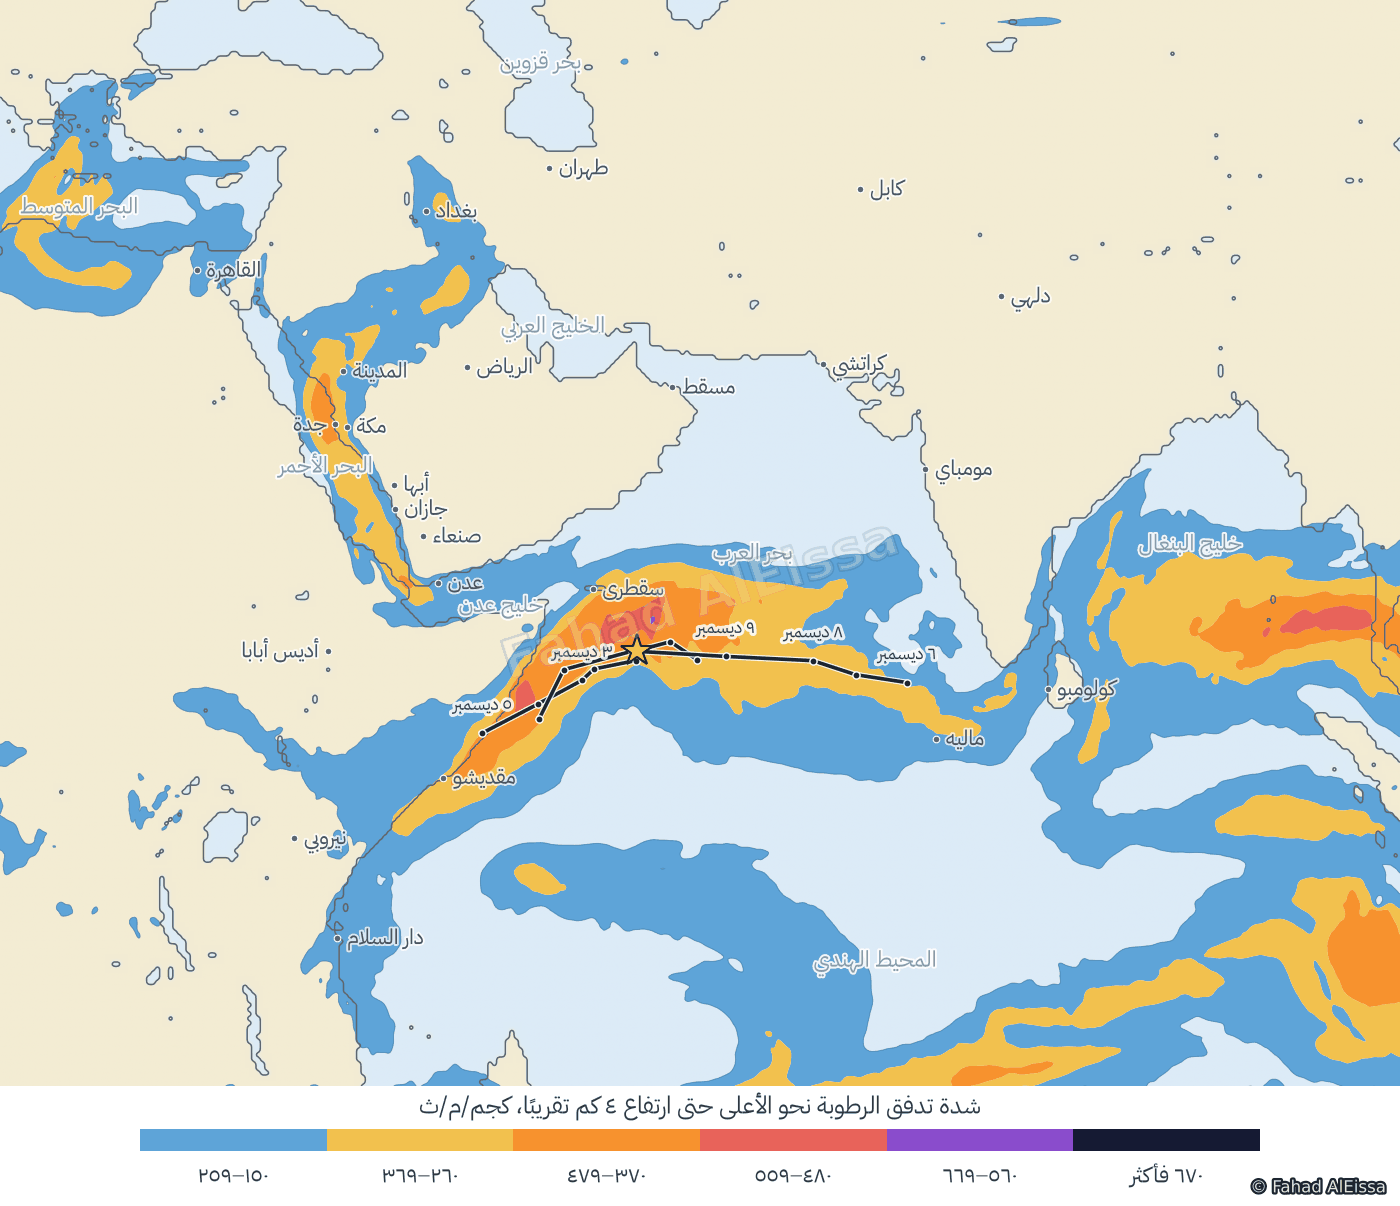 بحر قزوين
طهران
كابل
البحر المتوسط
بغداد
القاهرة
دلهي
الخليج العربي
المدينة
الرياض
كراتشي
مسقط
جدة
مكة
البحر الأحمر
مومباي
أبها
جازان
صنعاء
خليج البنغال
بحر العرب
عدن
سقطرى
خليج عدن
Fahad AlEissa
٩ ديسمبر
٨ ديسمبر
أديس أبابا
٣ ديسمبر
٦ ديسمبر
كولومبو
٥ ديسمبر
ماليه
مقديشو
نيروبي
دار السلام
المحيط الهندي
شدة تدفق الرطوبة نحو الأعلى حتى ارتفاع ٤ كم تقريبًا، كجم/م/ث
١٥٠–٢٥٩
٢٦٠–٣٦٩
٣٧٠–٤٧٩
٤٨٠–٥٥٩
٥٦٠–٦٦٩
٦٧٠ فأكثر
© Fahad AlEissa